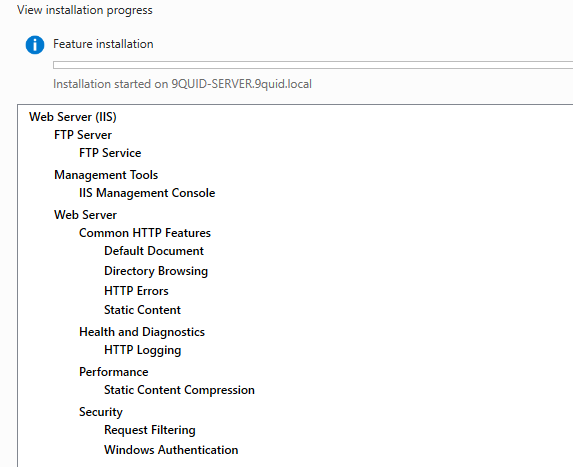 View installation progress
Feature installation
Installation started on 9QUID-SERVER.9quid.local
Web Server (IIS)
FTP Server
FTP Service
Management Tools
IIS Management Console
Web Server
Common HTTP Features
Default Document
Directory Browsing
HTTP Errors
Static Content
Health and Diagnostics
HTTP Logging
Performance
Static Content Compression
Security
Request Filtering
Windows Authentication